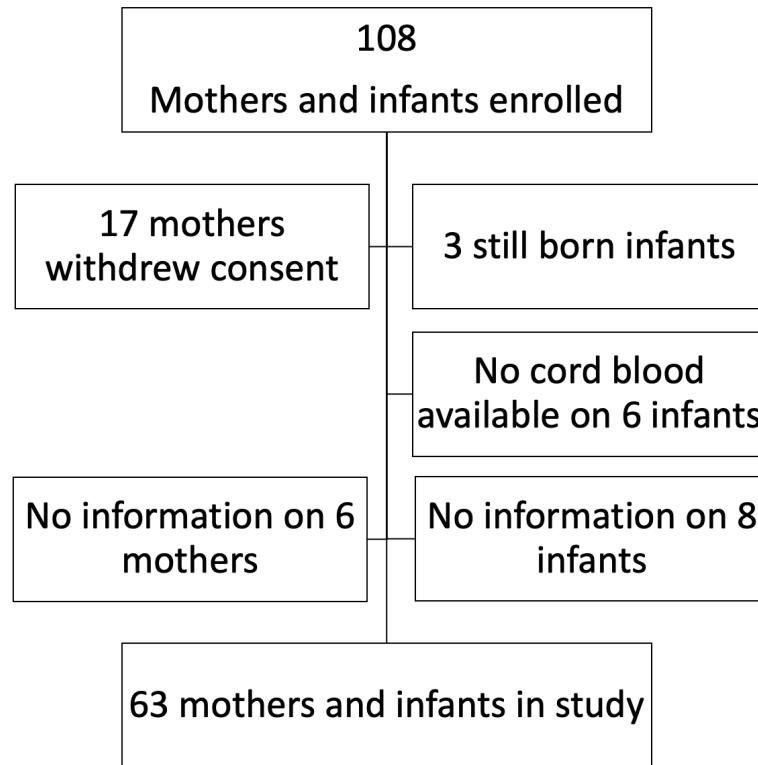 108
Mothers and infants enrolled
17 mothers
withdrew consent
3 still born infants
No cord blood
available on 6 infants
No information on 6
mothers
No information on 8
infants
63 mothers and infants in study